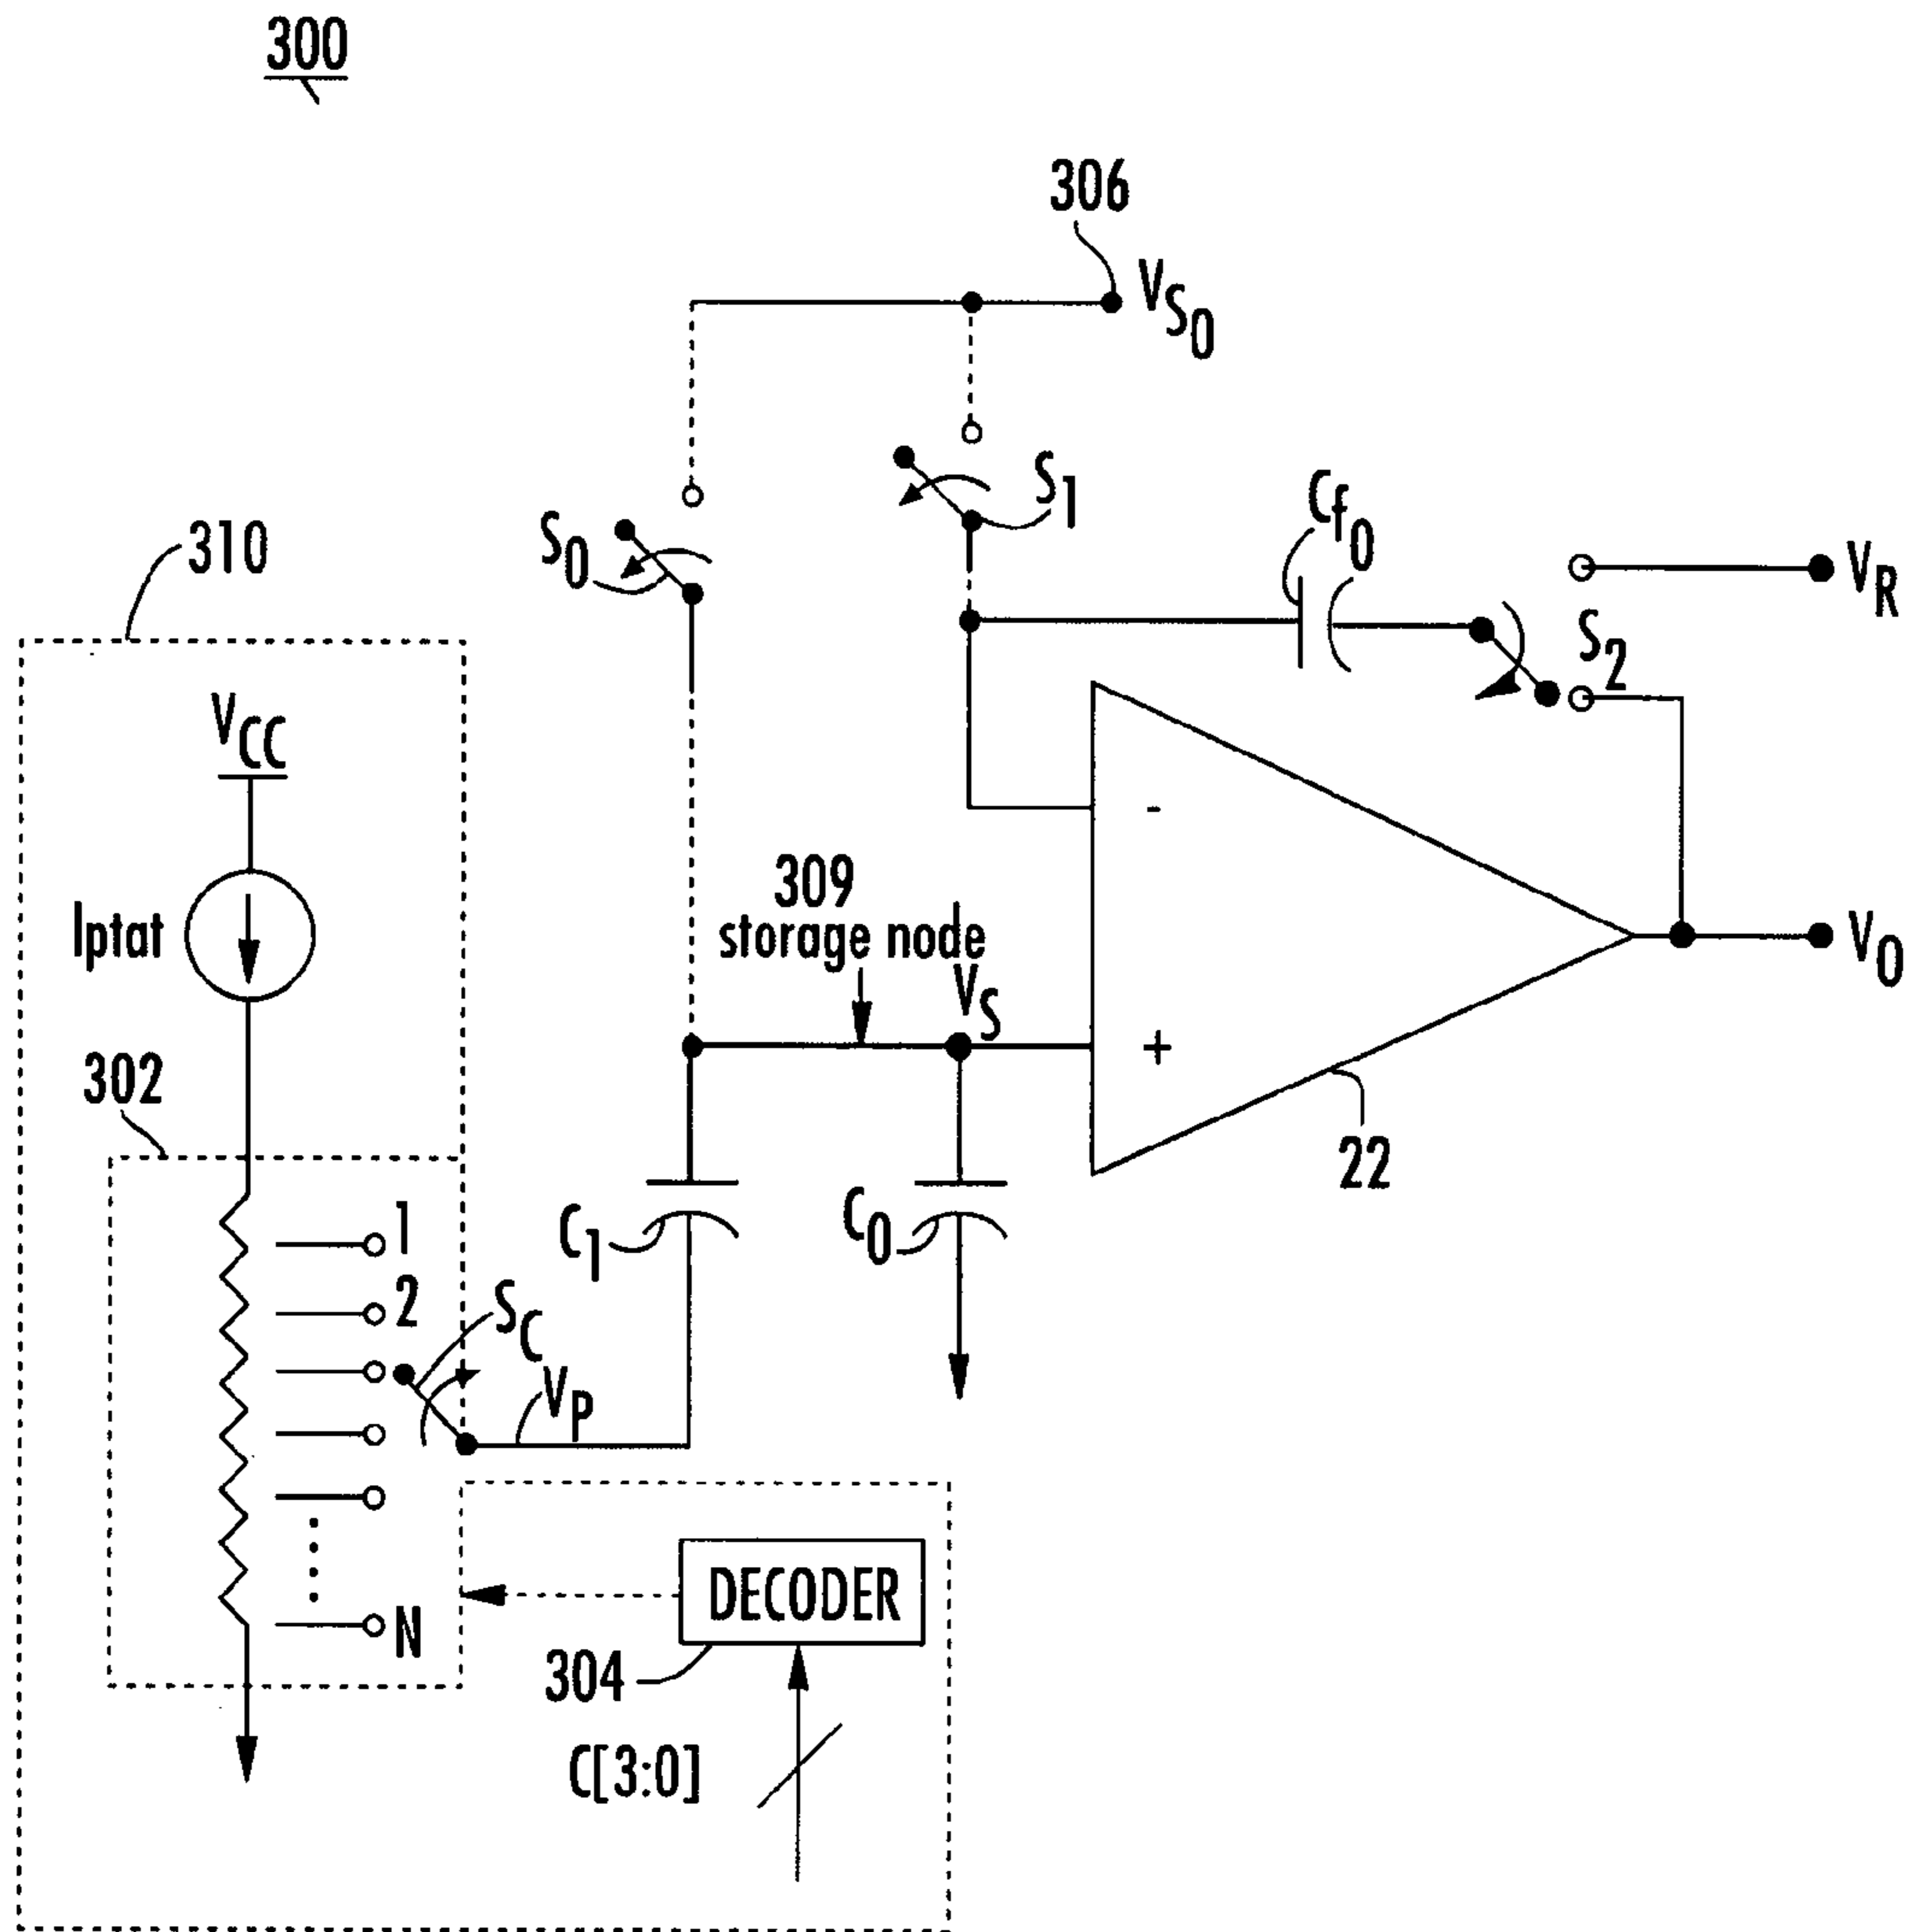 300
306
VS0
S1
Cf0
S0
310
VR
S2
VCC
Iptat
309
storage node
VS
VO
302
22
1
C1
C0
2
SC
VP
DECODER
N
304
C[3:0]
-
+